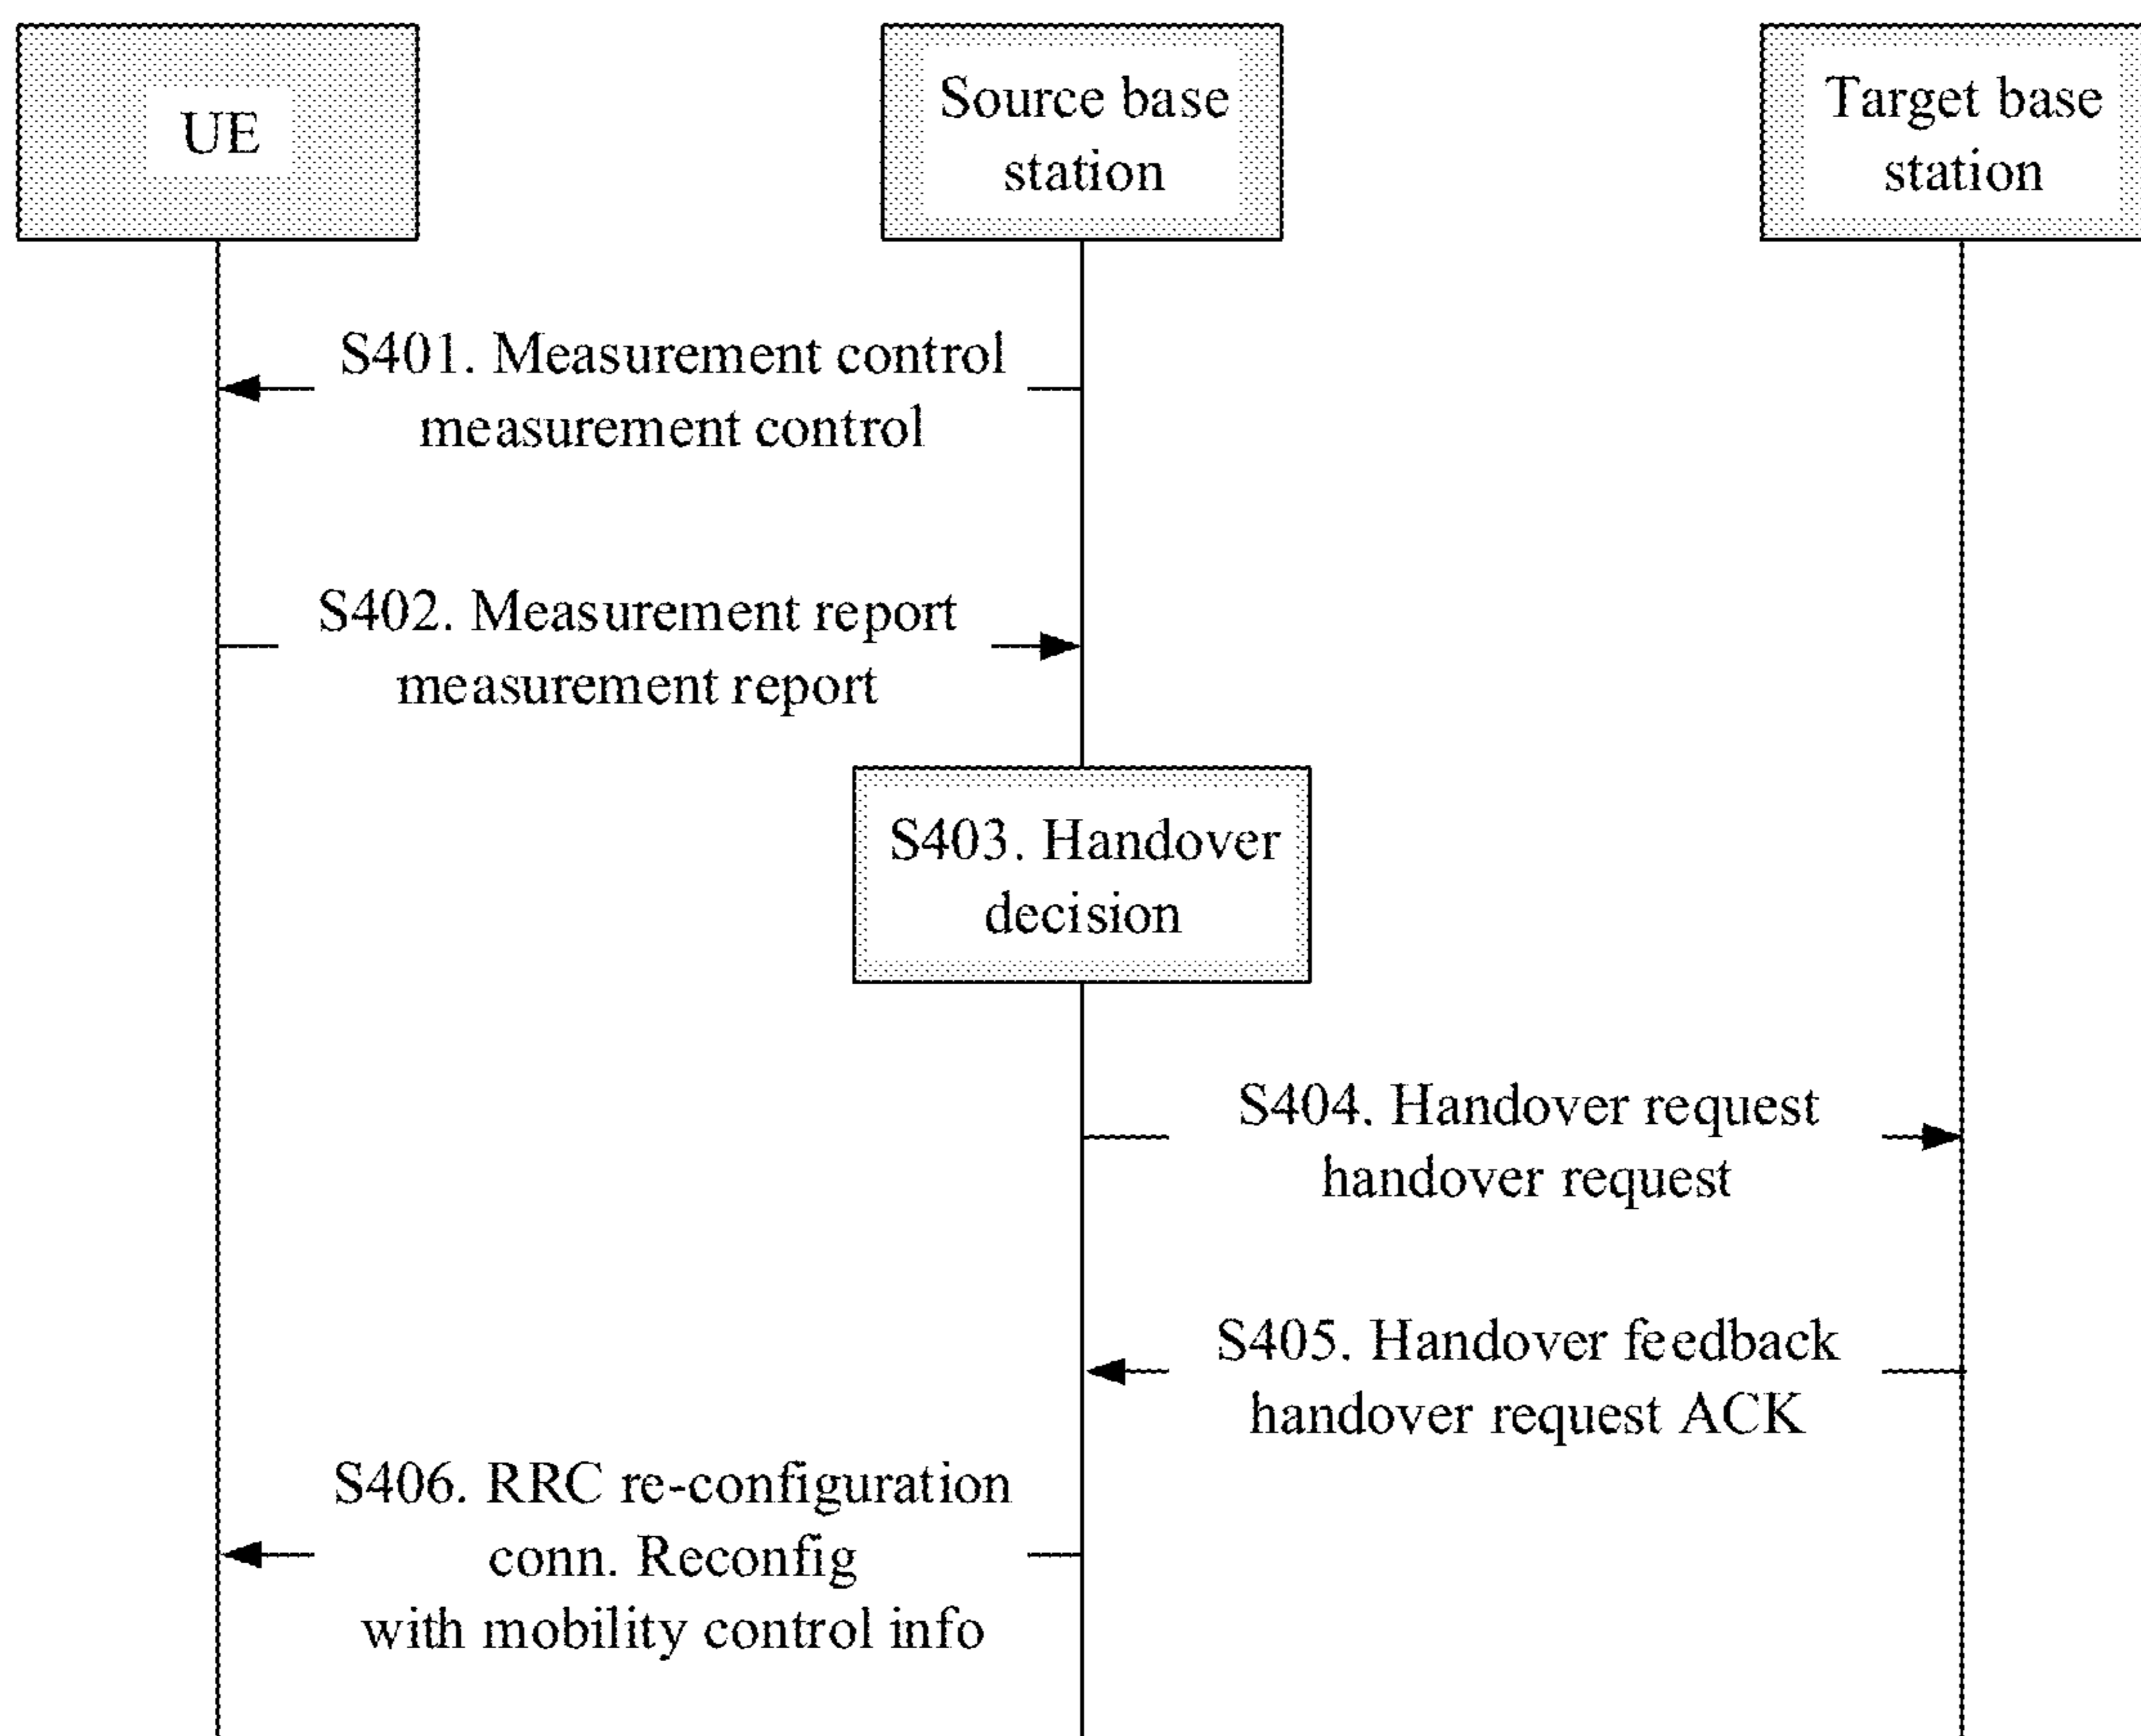 UE
Source base
station
Target base
station
S401. Measurement control
measurement control
S402. Measurement report
measurement report
S403. Handover
decision
S404. Handover request
handover request
S405. Handover feedback
handover request ACK
S406. RRC re-configuration
conn. Reconfig
with mobility control info